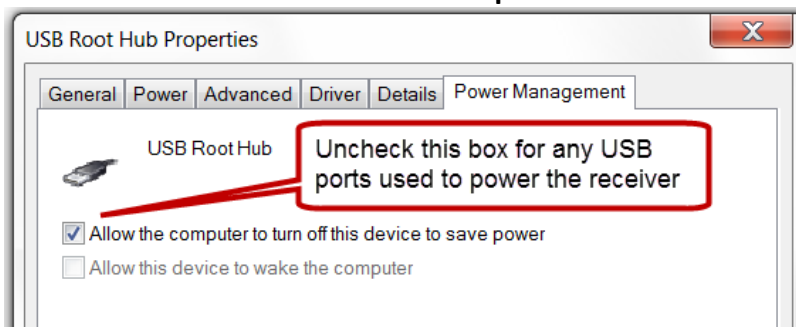 USB Root Hub Properties
General Power Advanced Driver Details Power Management
USB Root Hub
Uncheck this box for any USB
ports used to power the receiver
Allow the computer to turn off this device to save power
Allow this device to wake the computer